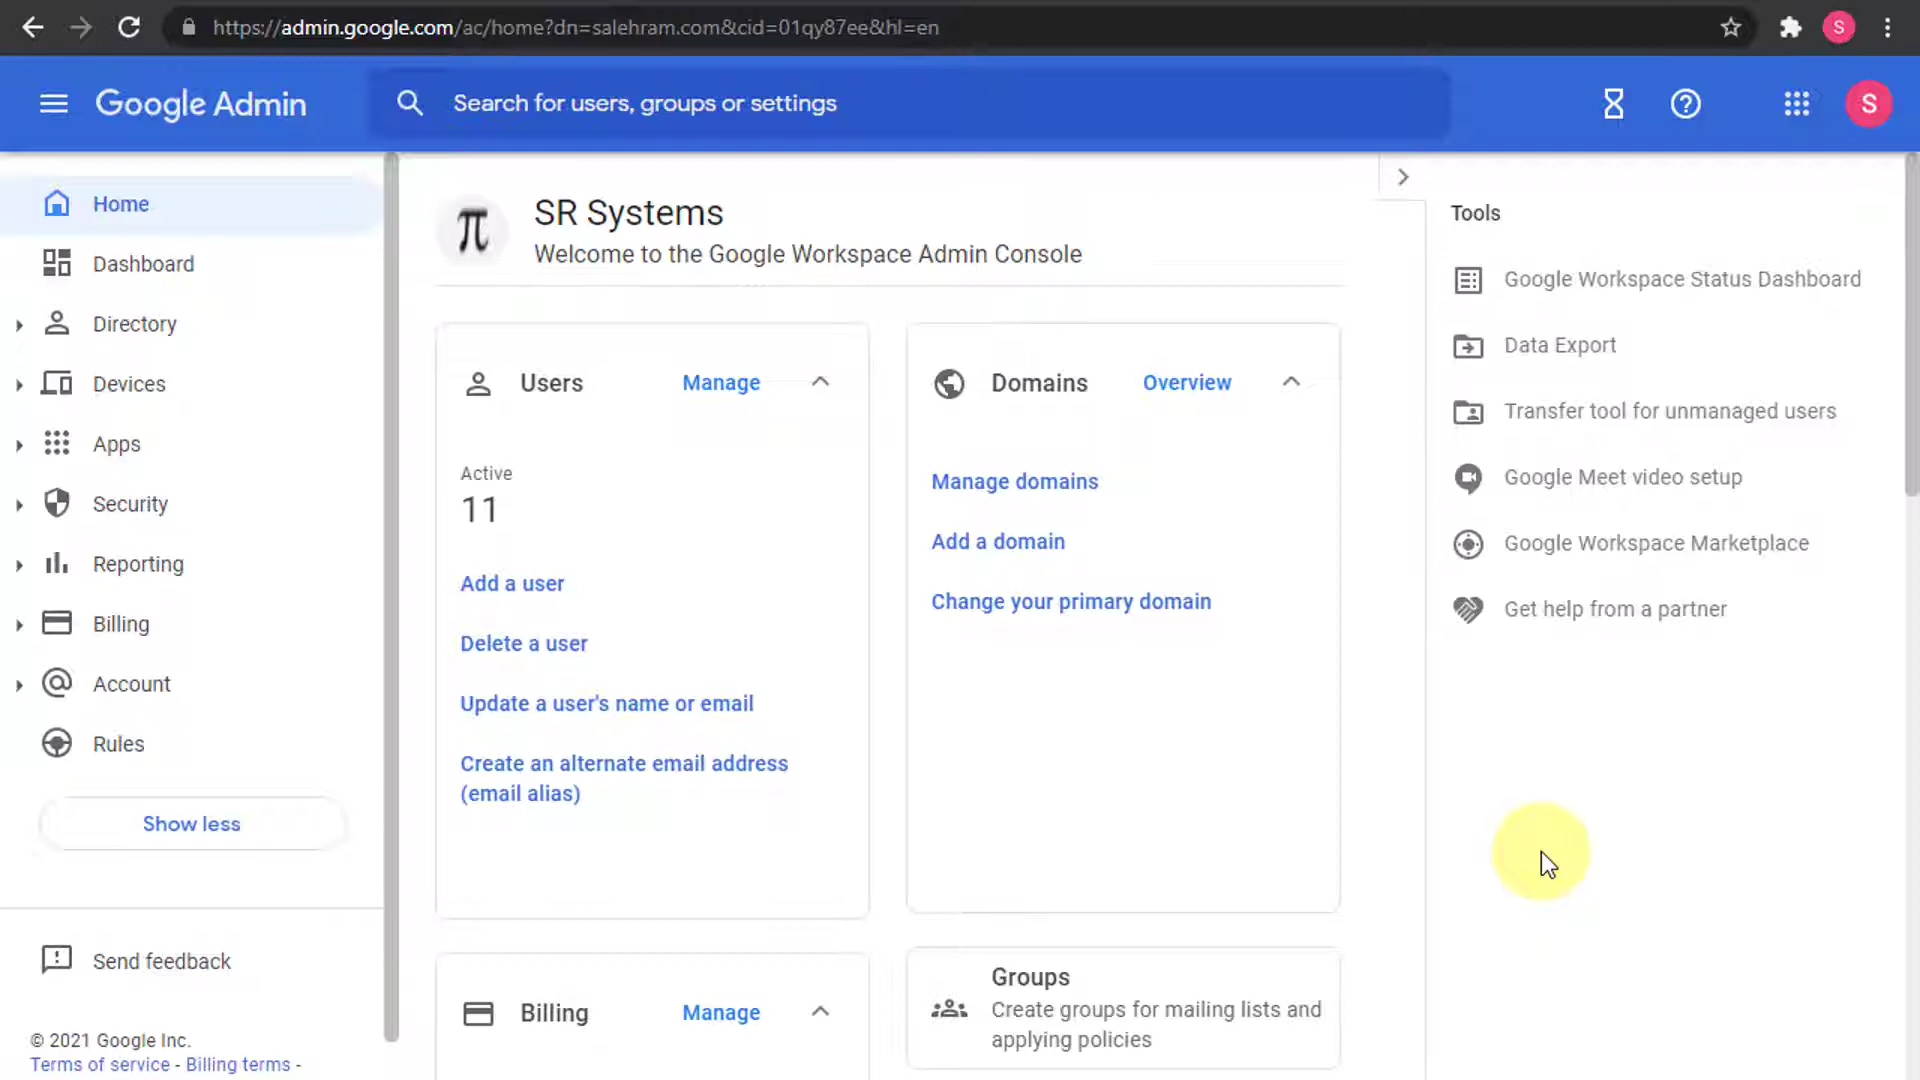 https://admin.google.com/ac/home?dn=salehram.com&cid=01qy87ee&hl=en
S
Google Admin
Search for users, groups or settings
S
Home
Dashboard
Directory
Devices
Apps
Security
Reporting
Billing
Account
Rules
Show less
Send feedback
© 2021 Google Inc.
Terms of service - Billing terms -
π
SR Systems
Welcome to the Google Workspace Admin Console
Users
Manage
Active
11
Add a user
Delete a user
Update a user's name or email
Create an alternate email address
(email alias)
Domains
Overview
Manage domains
Add a domain
Change your primary domain
Billing
Manage
Groups
Create groups for mailing lists and
applying policies
Tools
Google Workspace Status Dashboard
Data Export
Transfer tool for unmanaged users
Google Meet video setup
Google Workspace Marketplace
Get help from a partner